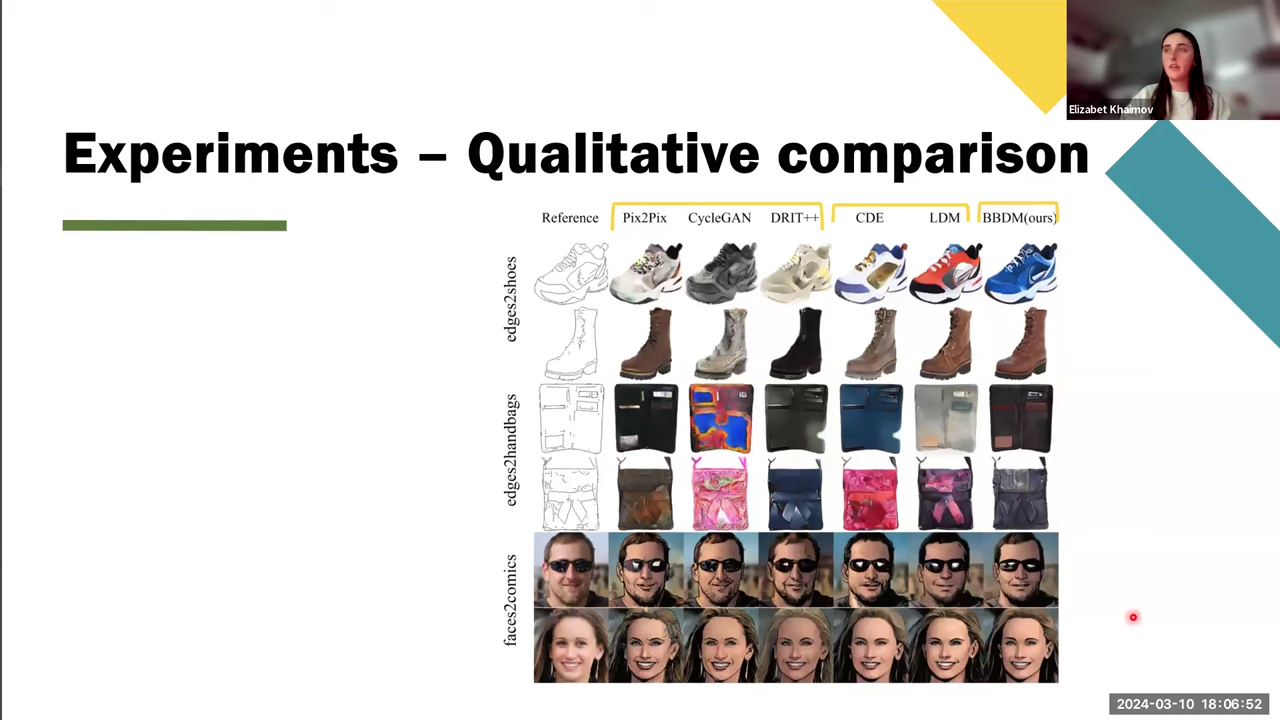 Elizabet Khaimov
Experiments – Qualitative comparison
Reference Pix2Pix CycleGAN DRIT++ CDE LDM BBDM(ours)
edges2shoes
edges2handbags
faces2comics
2024-03-10 18:06:52